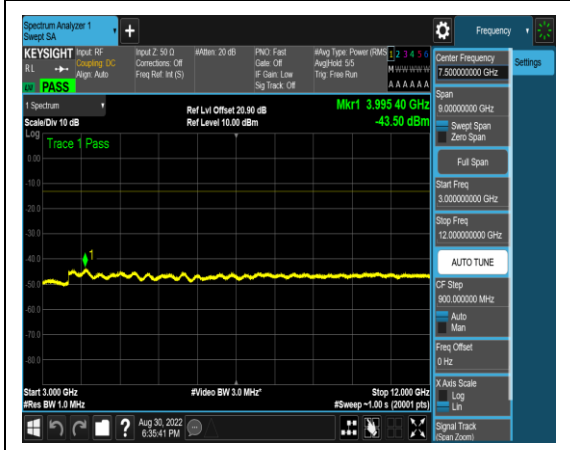 Spectrum Analyzer 1
Swept SA
Frequency
KEYSIGHT
RL
PASS
Input: RF
Coupling: DC
Align: Auto
Input Z: 50 Ω
Corrections: Off
Freq Ref: Int (S)
#Atten: 20 dB
PNO: Fast
Gate: Off
IF Gain: Low
Sig Track: Off
#Avg Type: Power (RMS
Avg|Hold: 5/5
Trig: Free Run
1 2 3 4 5 6
M W W W W W
A A A A A A
1 Spectrum
Scale/Div 10 dB
Ref Lvl Offset 20.90 dB
Ref Level 10.00 dBm
Mkr1 3.995 40 GHz
-43.50 dBm
Log
Trace 1 Pass
0.00
-10.0
-20.0
-30.0
-40.0
1
-50.0
-60.0
-70.0
-80.0
Start 3.000 GHz
#Res BW 1.0 MHz
#Video BW 3.0 MHz*
Stop 12.000 GHz
#Sweep ~1.00 s (20001 pts)
Aug 30, 2022
6:35:41 PM
Center Frequency
7.500000000 GHz
Settings
Span
9.00000000 GHz
Swept Span
Zero Span
Full Span
Start Freq
3.000000000 GHz
Stop Freq
12.000000000 GHz
AUTO TUNE
CF Step
900.000000 MHz
Auto
Man
Freq Offset
0 Hz
X Axis Scale
Log
Lin
Signal Track
(Span Zoom)